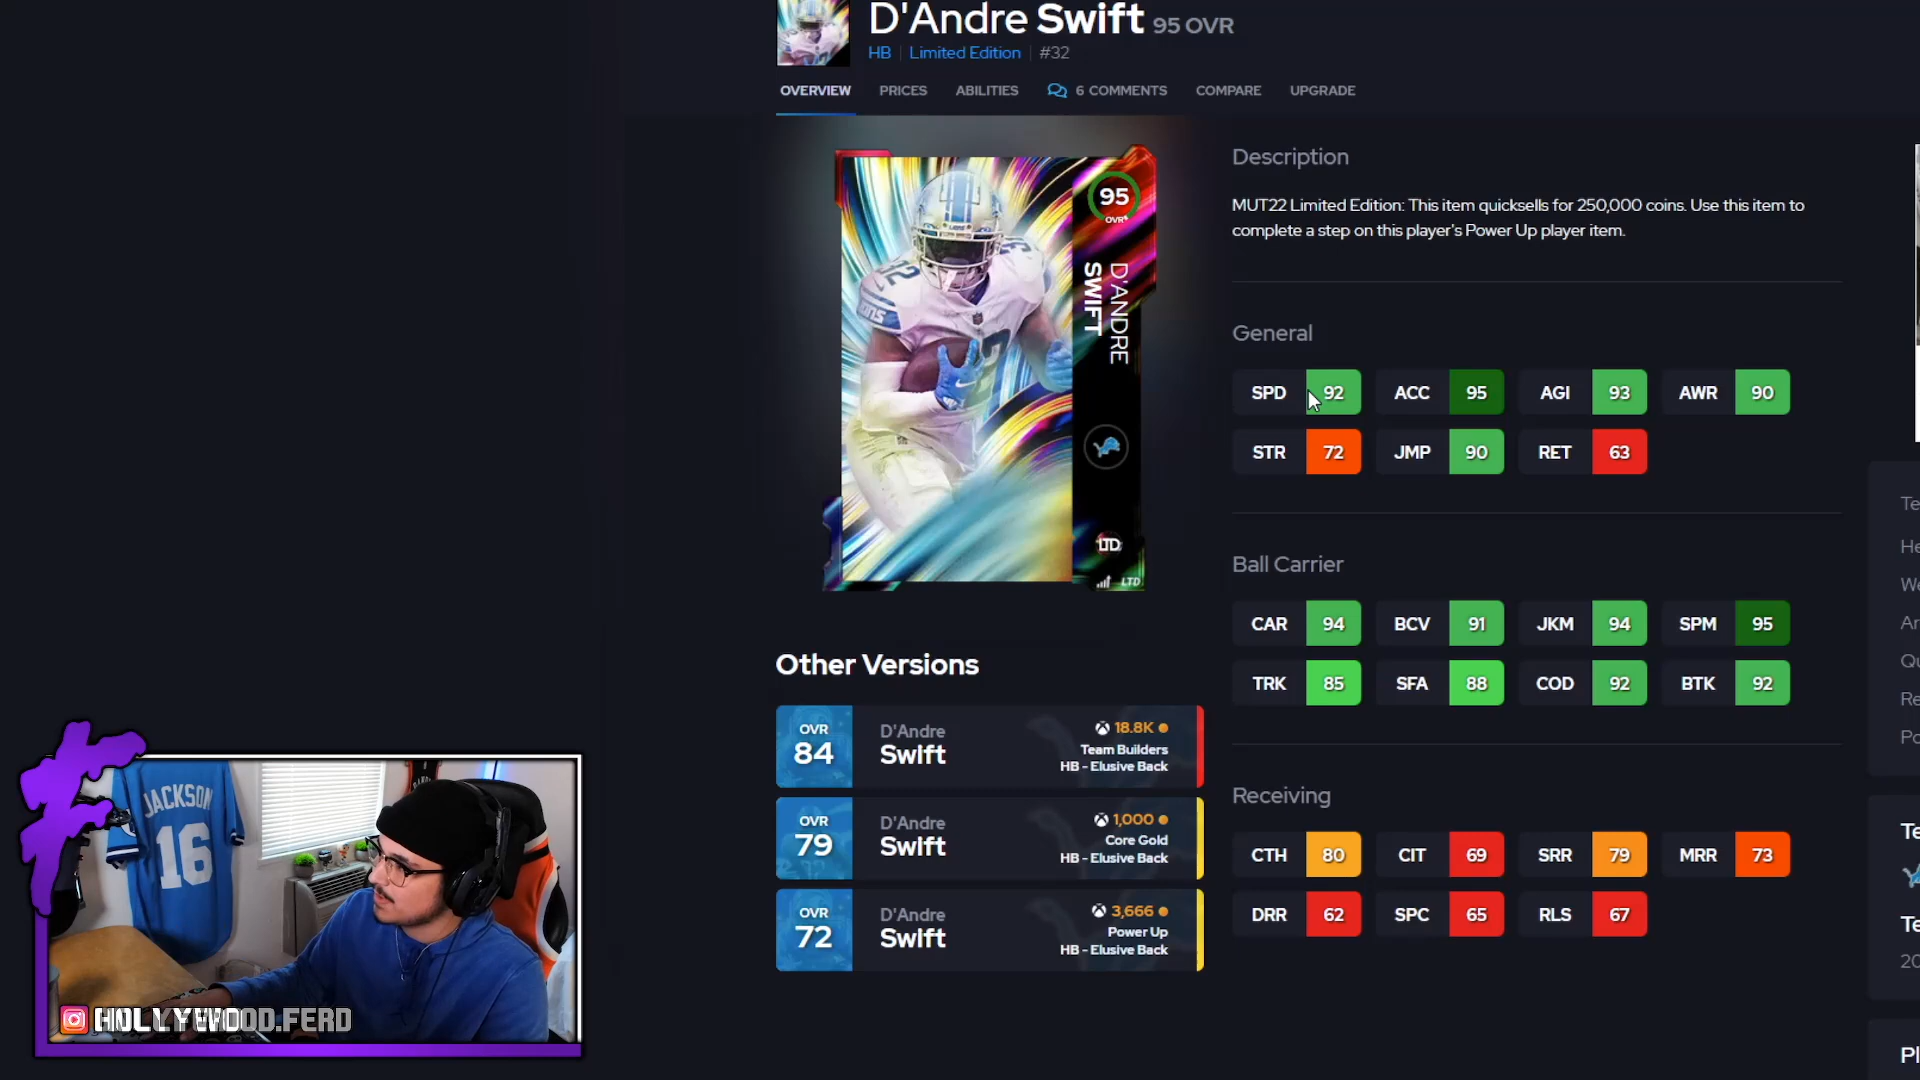 D'Andre Swift 95 OVR
HB | Limited Edition | #32
OVERVIEW PRICES ABILITIES 6 COMMENTS COMPARE UPGRADE
95
OVR
D'ANDRE
SWIFT
32
LIONS
LTD
LTD
Description
MUT22 Limited Edition: This item quicksells for 250,000 coins. Use this item to
complete a step on this player's Power Up player item.
General
SPD 92 ACC 95 AGI 93 AWR 90
STR 72 JMP 90 RET 63
Ball Carrier
CAR 94 BCV 91 JKM 94 SPM 95
TRK 85 SFA 88 COD 92 BTK 92
Receiving
CTH 80 CIT 69 SRR 79 MRR 73
DRR 62 SPC 65 RLS 67
Other Versions
OVR
84
D'Andre
Swift
18.8K
Team Builders
HB - Elusive Back
OVR
79
D'Andre
Swift
1,000
Core Gold
HB - Elusive Back
OVR
72
D'Andre
Swift
3,666
Power Up
HB - Elusive Back
JACKSON
16
HOLLYWOOD.FERD